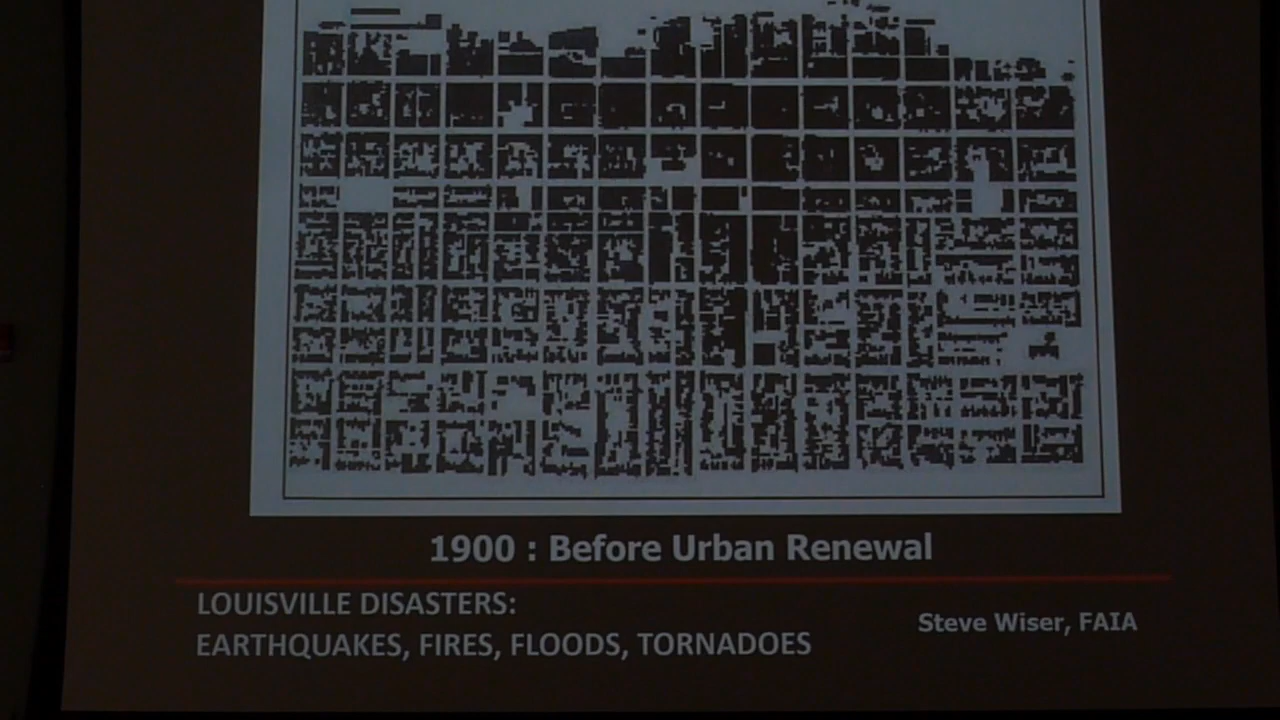 1900 : Before Urban Renewal
LOUISVILLE DISASTERS:
EARTHQUAKES, FIRES, FLOODS, TORNADOES
Steve Wiser, FAIA